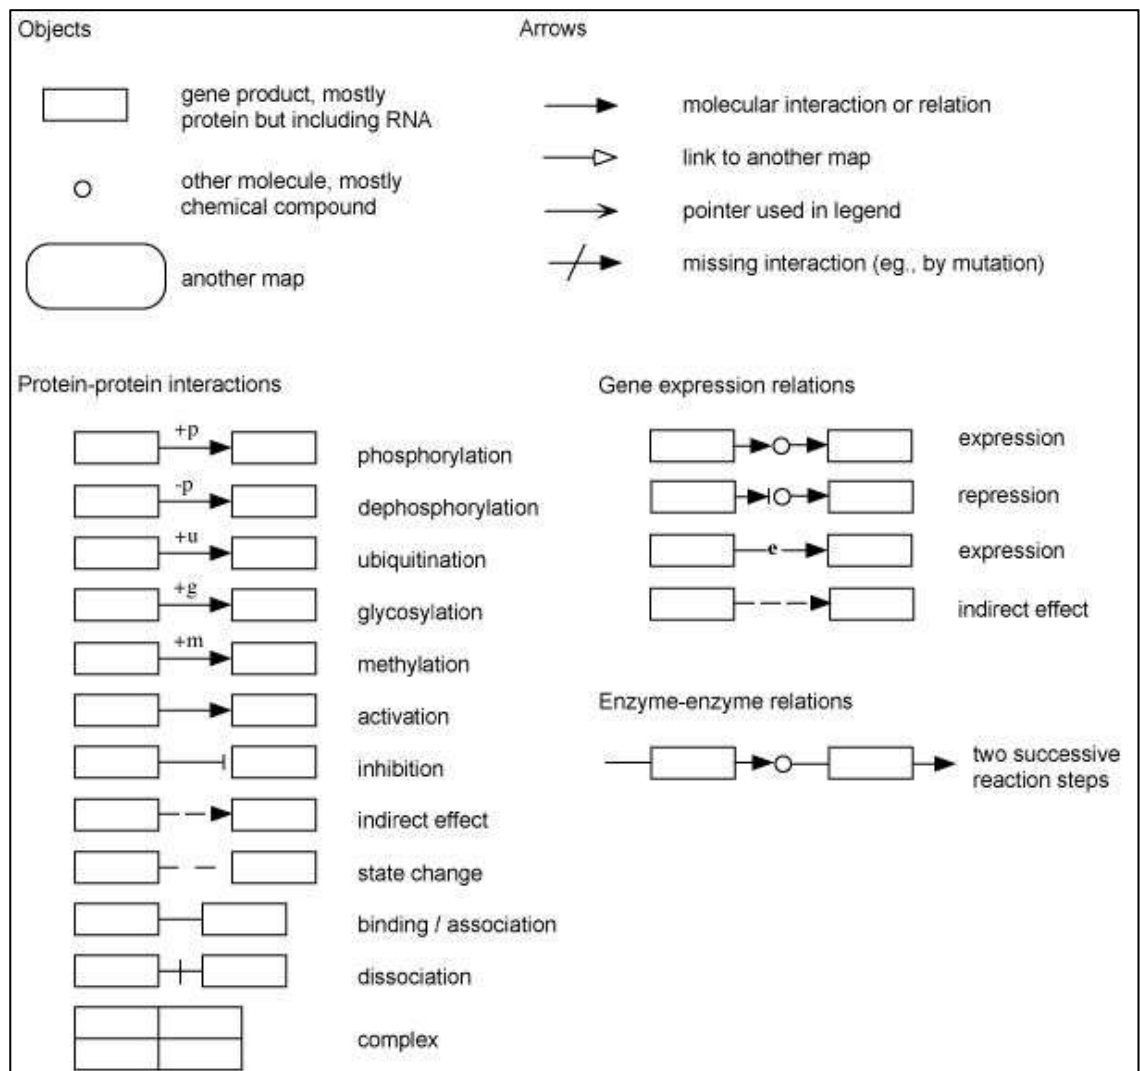 Objects
Arrows
gene product, mostly
protein but including RNA
other molecule, mostly
chemical compound
another map
molecular interaction or relation
link to another map
pointer used in legend
missing interaction (eg., by mutation)
Protein-protein interactions
+p
phosphorylation
-p
dephosphorylation
+u
ubiquitination
+g
glycosylation
+m
methylation
activation
inhibition
indirect effect
state change
binding / association
dissociation
complex
Gene expression relations
expression
repression
e
expression
indirect effect
Enzyme-enzyme relations
two successive
reaction steps